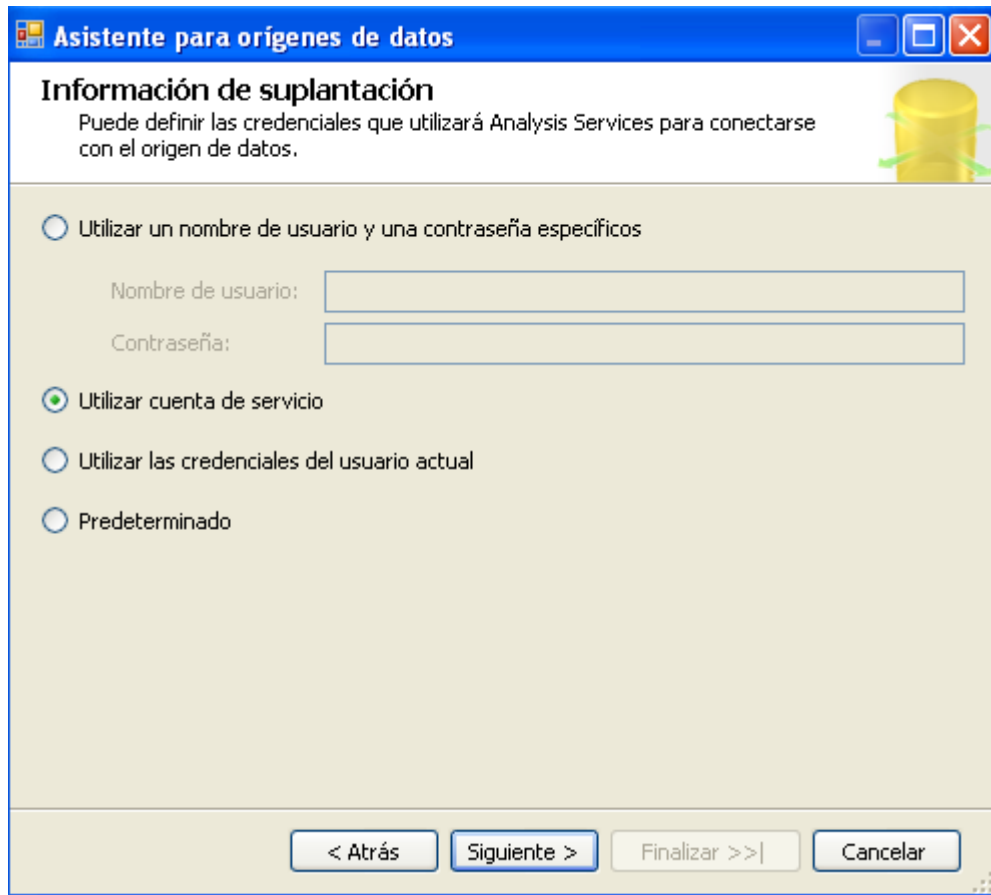 Asistente para orígenes de datos
Información de suplantación
Puede definir las credenciales que utilizará Analysis Services para conectarse
con el origen de datos.
Utilizar un nombre de usuario y una contraseña específicos
Nombre de usuario:
Contraseña:
Utilizar cuenta de servicio
Utilizar las credenciales del usuario actual
Predeterminado
< Atrás Siguiente > Finalizar >>| Cancelar